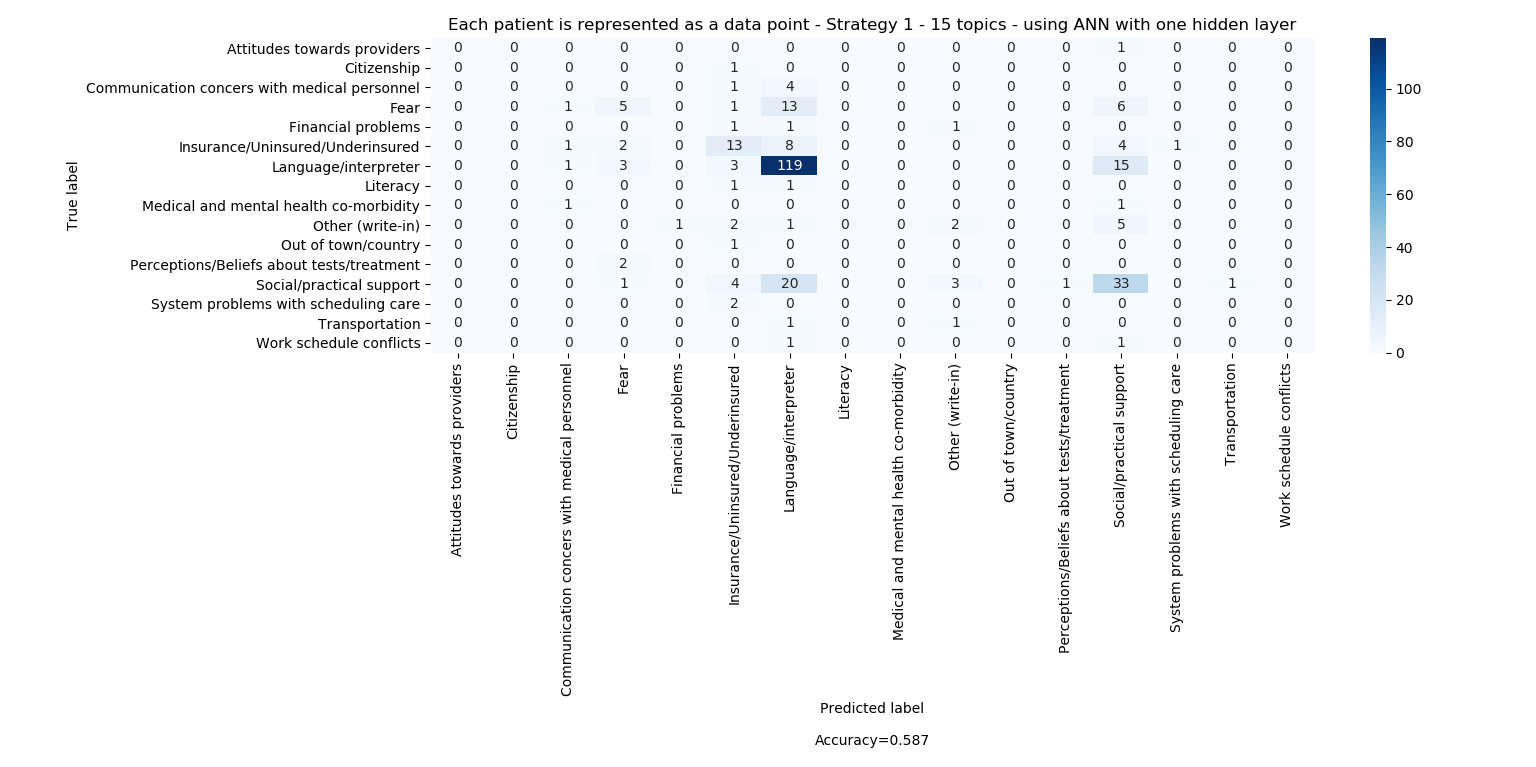 Each patient is represented as a data point - Strategy 1 - 15 topics - using ANN with one hidden layer
Attitudes towards providers 0 0 0 0 0 0 0 0 0 0 0 0 1 0 0 0
Citizenship 0 0 0 0 0 1 0 0 0 0 0 0 0 0 0 0
Communication concers with medical personnel 0 0 0 0 0 1 4 0 0 0 0 0 0 0 0 0
Fear 0 0 1 5 0 1 13 0 0 0 0 0 6 0 0 0
Financial problems 0 0 0 0 0 1 1 0 0 1 0 0 0 0 0 0
Insurance/Uninsured/Underinsured 0 0 1 2 0 13 8 0 0 0 0 0 4 1 0 0
Language/interpreter 0 0 1 3 0 3 119 0 0 0 0 0 15 0 0 0
Literacy 0 0 0 0 0 1 1 0 0 0 0 0 0 0 0 0
Medical and mental health co-morbidity 0 0 1 0 0 0 0 0 0 0 0 0 1 0 0 0
Other (write-in) 0 0 0 0 1 2 1 0 0 2 0 0 5 0 0 0
Out of town/country 0 0 0 0 0 1 0 0 0 0 0 0 0 0 0 0
Perceptions/Beliefs about tests/treatment 0 0 0 2 0 0 0 0 0 0 0 0 0 0 0 0
Social/practical support 0 0 0 1 0 4 20 0 0 3 0 1 33 0 1 0
System problems with scheduling care 0 0 0 0 0 2 0 0 0 0 0 0 0 0 0 0
Transportation 0 0 0 0 0 0 1 0 0 1 0 0 0 0 0 0
Work schedule conflicts 0 0 0 0 0 0 1 0 0 0 0 0 1 0 0 0
True label
Attitudes towards providers
Citizenship
Communication concers with medical personnel
Fear
Financial problems
Insurance/Uninsured/Underinsured
Language/interpreter
Literacy
Medical and mental health co-morbidity
Other (write-in)
Out of town/country
Perceptions/Beliefs about tests/treatment
Social/practical support
System problems with scheduling care
Transportation
Work schedule conflicts
Predicted label
Accuracy=0.587
100
80
60
40
20
0